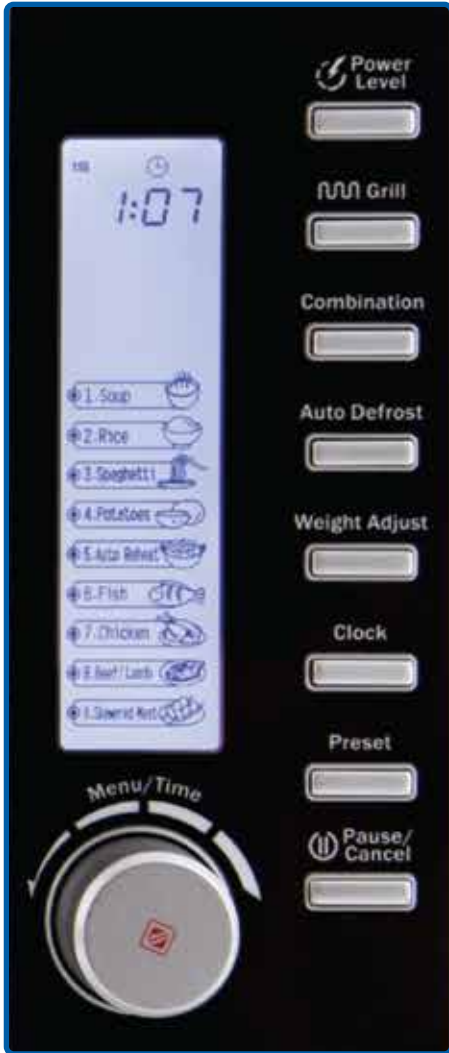 1:07
1.Soup
2.Rice
3.Spaghetti
4.Potatoes
5.Auto Reheat
6.Fish
7.Chicken
8.Beef/Lamb
Menu/Time
Power
Level
Grill
Combination
Auto Defrost
Weight Adjust
Clock
Preset
Pause/
Cancel